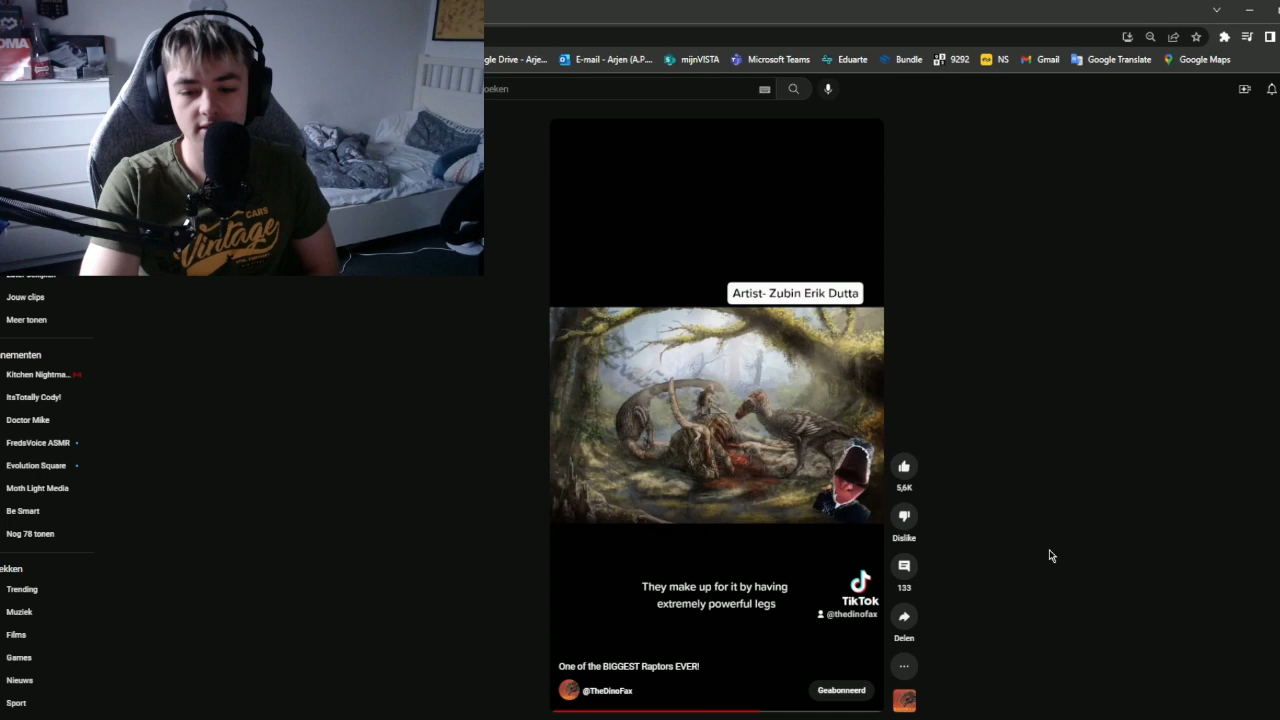 OMA
CARS
Vintage
gle Drive - Arje...
E-mail - Arjen (A.P....
mijnVISTA
Microsoft Teams
Eduarte
Bundle
9292
NS
Gmail
Google Translate
Google Maps
oeken
Jouw clips
Meer tonen
nnementen
Kitchen Nightma...
ItsTotally Cody!
Doctor Mike
FredsVoice ASMR
Evolution Square
Moth Light Media
Be Smart
Nog 78 tonen
ekken
Trending
Muziek
Films
Games
Nieuws
Sport
Artist- Zubin Erik Dutta
They make up for it by having
extremely powerful legs
TikTok
@thedinofax
One of the BIGGEST Raptors EVER!
@TheDinoFax
Geabonneerd
5,6K
Dislike
133
Delen